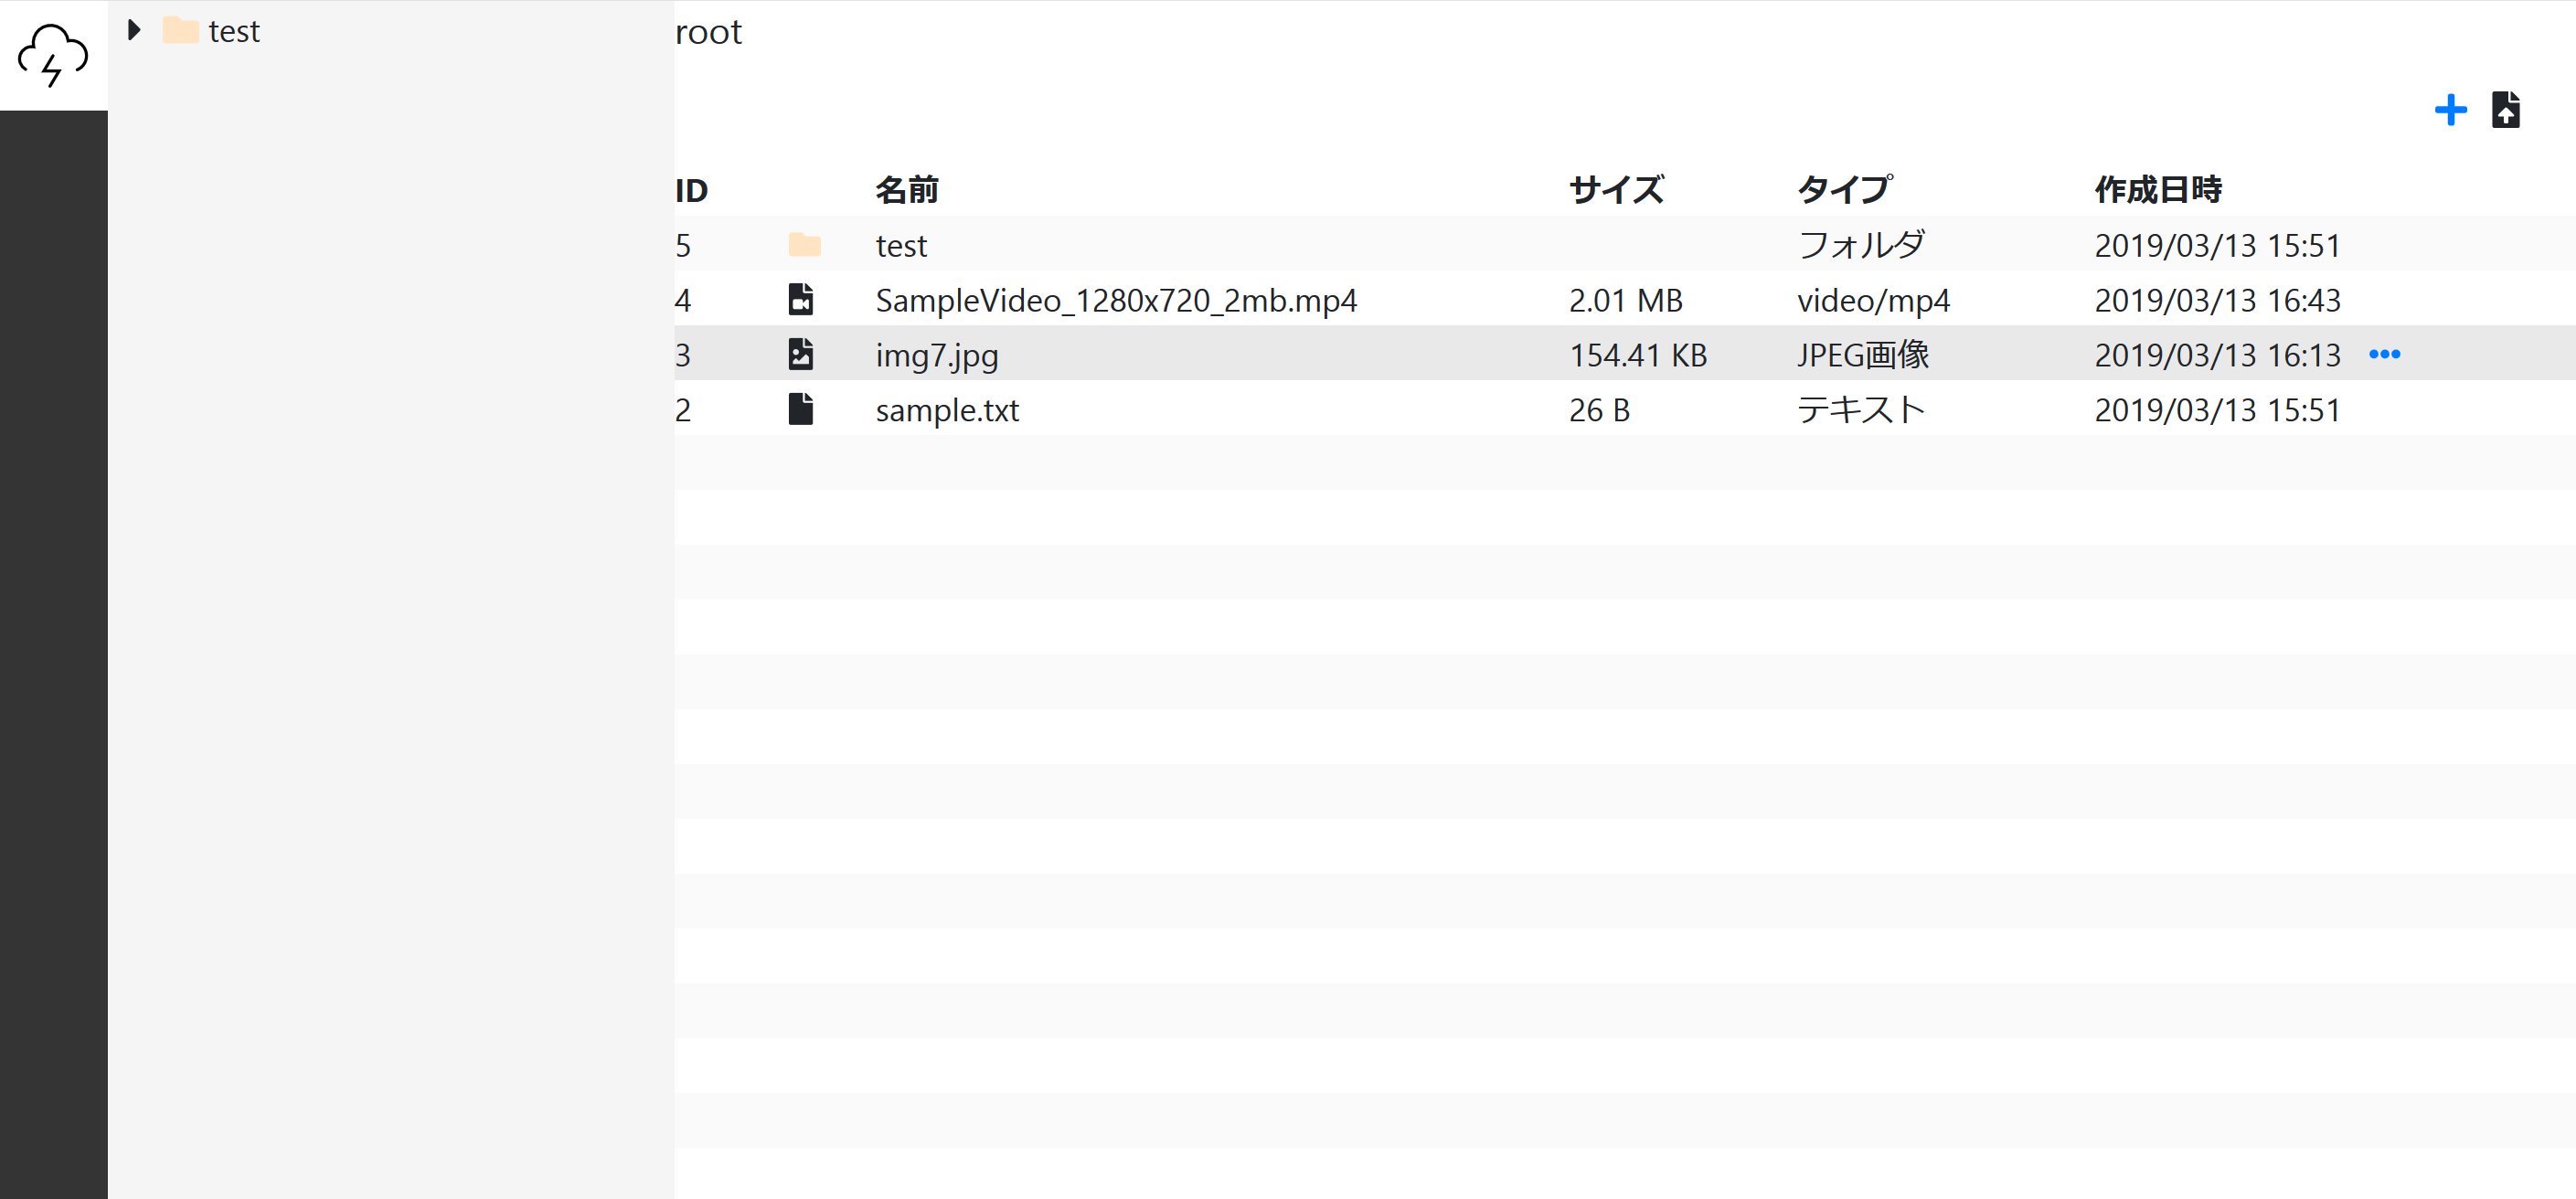 test
root
ID 名前 サイズ タイプ 作成日時
5 test フォルダ 2019/03/13 15:51
4 SampleVideo_1280x720_2mb.mp4 2.01 MB video/mp4 2019/03/13 16:43
3 img7.jpg 154.41 KB JPEG画像 2019/03/13 16:13
2 sample.txt 26 B テキスト 2019/03/13 15:51